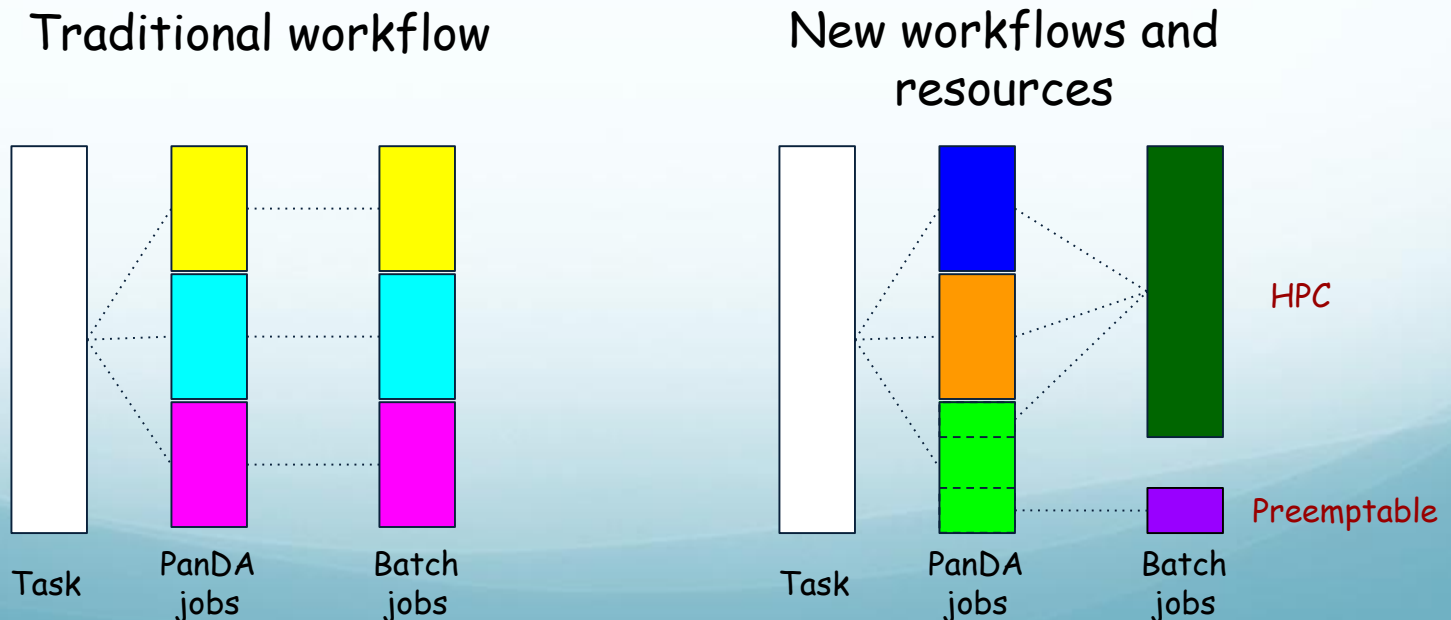 Traditional workflow
Task
PanDA
jobs
Batch
jobs
New workflows and
resources
HPC
Preemptable
Task
PanDA
jobs
Batch
jobs